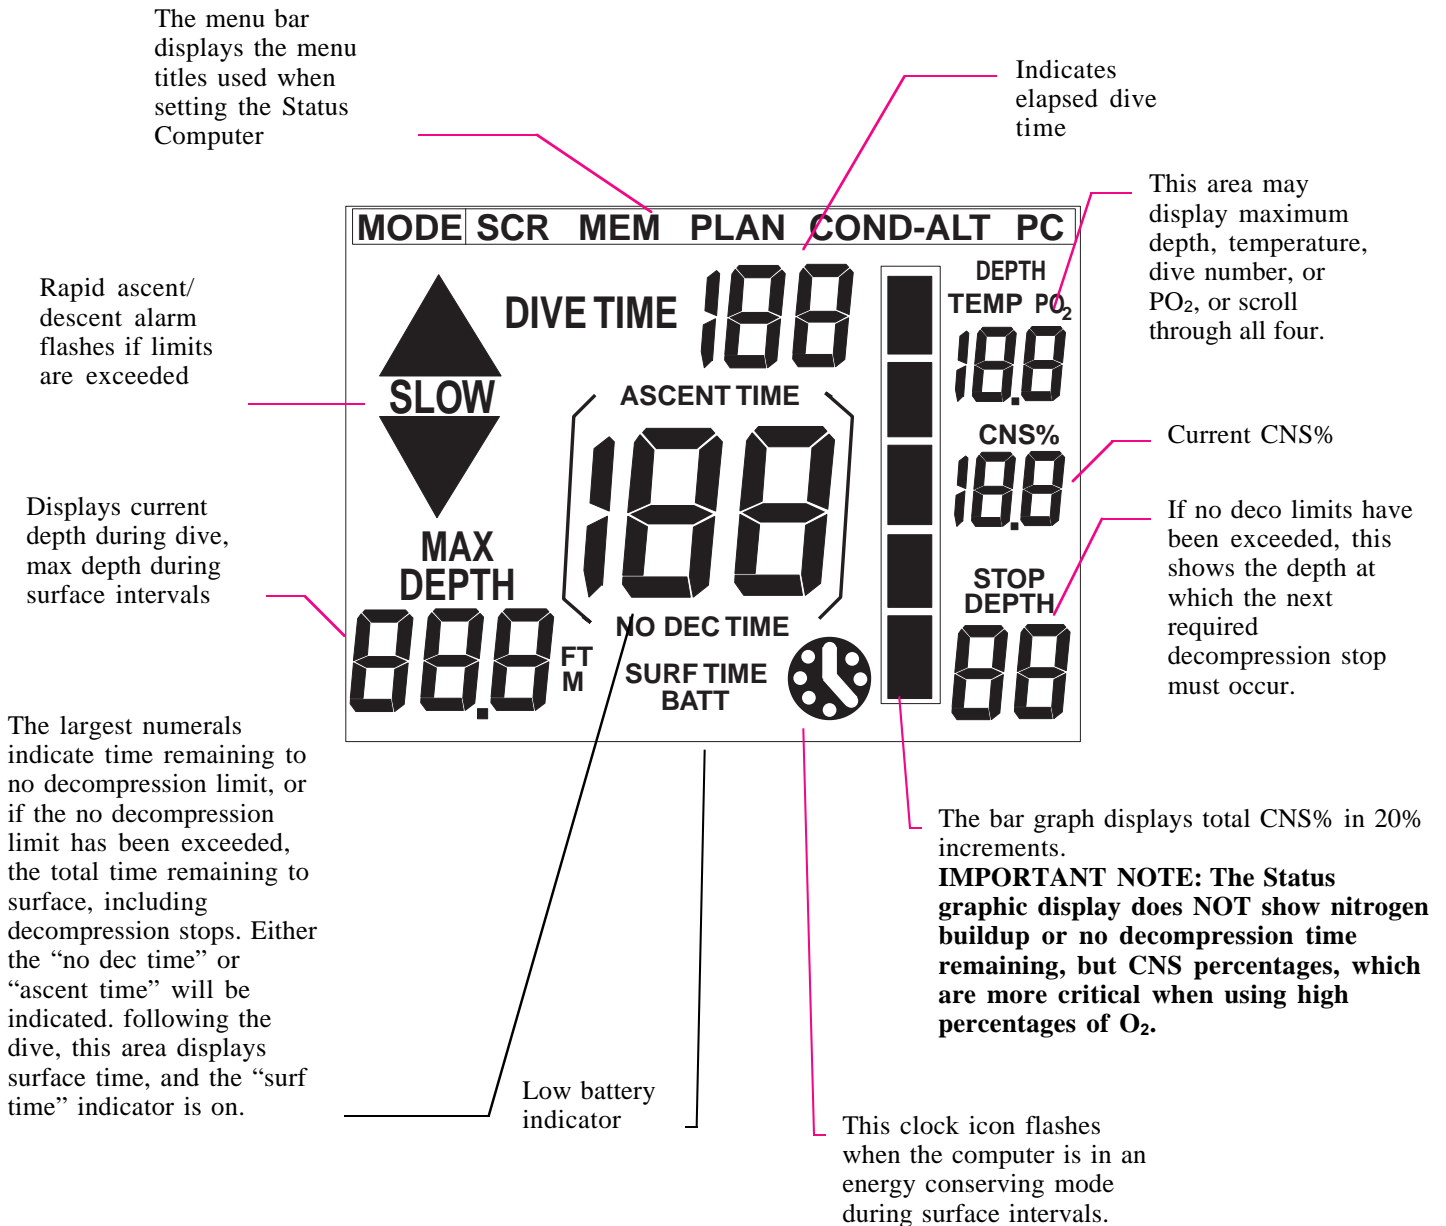 The menu bar
displays the menu
titles used when
setting the Status
Computer
Indicates
elapsed dive
time
This area may
display maximum
depth, temperature,
dive number, or
PO₂, or scroll
through all four.
MODE SCR MEM PLAN COND-ALT PC
Rapid ascent/
descent alarm
flashes if limits
are exceeded
SLOW
DIVE TIME 188
DEPTH
TEMP PO₂
18.8
ASCENT TIME
188
NO DEC TIME
SURF TIME
BATT
CNS%
18.8
Current CNS%
Displays current
depth during dive,
max depth during
surface intervals
MAX
DEPTH
88.8
FT
M
STOP
DEPTH
88
If no deco limits have
been exceeded, this
shows the depth at
which the next
required
decompression stop
must occur.
The largest numerals
indicate time remaining to
no decompression limit, or
if the no decompression
limit has been exceeded,
the total time remaining to
surface, including
decompression stops. Either
the “no dec time” or
“ascent time” will be
indicated. following the
dive, this area displays
surface time, and the “surf
time” indicator is on.
Low battery
indicator
The bar graph displays total CNS% in 20%
increments.
IMPORTANT NOTE: The Status
graphic display does NOT show nitrogen
buildup or no decompression time
remaining, but CNS percentages, which
are more critical when using high
percentages of O₂.
This clock icon flashes
when the computer is in an
energy conserving mode
during surface intervals.